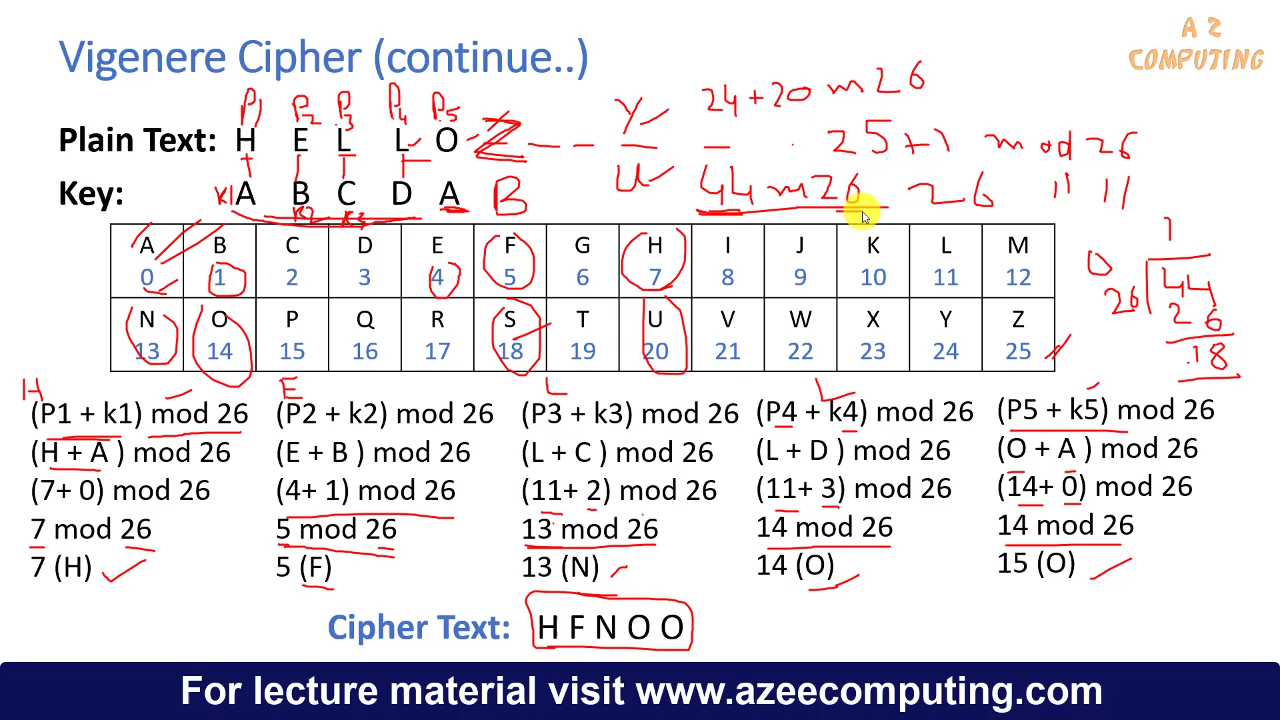 A Z
COMPUTING
Vigenere Cipher (continue..)
P1 P2 P3 P4 P5
Plain Text: H E L L O Z
Key: A B C D A B
K1 K2 K3
Y 24+20 m 26
25+1 mod 26
U 44 m 26 26 " "
A B C D E F G H I J K L M
0 1 2 3 4 5 6 7 8 9 10 11 12
N O P Q R S T U V W X Y Z
13 14 15 16 17 18 19 20 21 22 23 24 25
1
0
26 44
26
18
H E L L
(P1 + k1) mod 26 (P2 + k2) mod 26 (P3 + k3) mod 26 (P4 + k4) mod 26 (P5 + k5) mod 26
(H + A ) mod 26 (E + B ) mod 26 (L + C ) mod 26 (L + D ) mod 26 (O + A ) mod 26
(7+ 0) mod 26 (4+ 1) mod 26 (11+ 2) mod 26 (11+ 3) mod 26 (14+ 0) mod 26
7 mod 26 5 mod 26 13 mod 26 14 mod 26 14 mod 26
7 (H) 5 (F) 13 (N) 14 (O) 15 (O)
Cipher Text: H F N O O
For lecture material visit www.azeecomputing.com